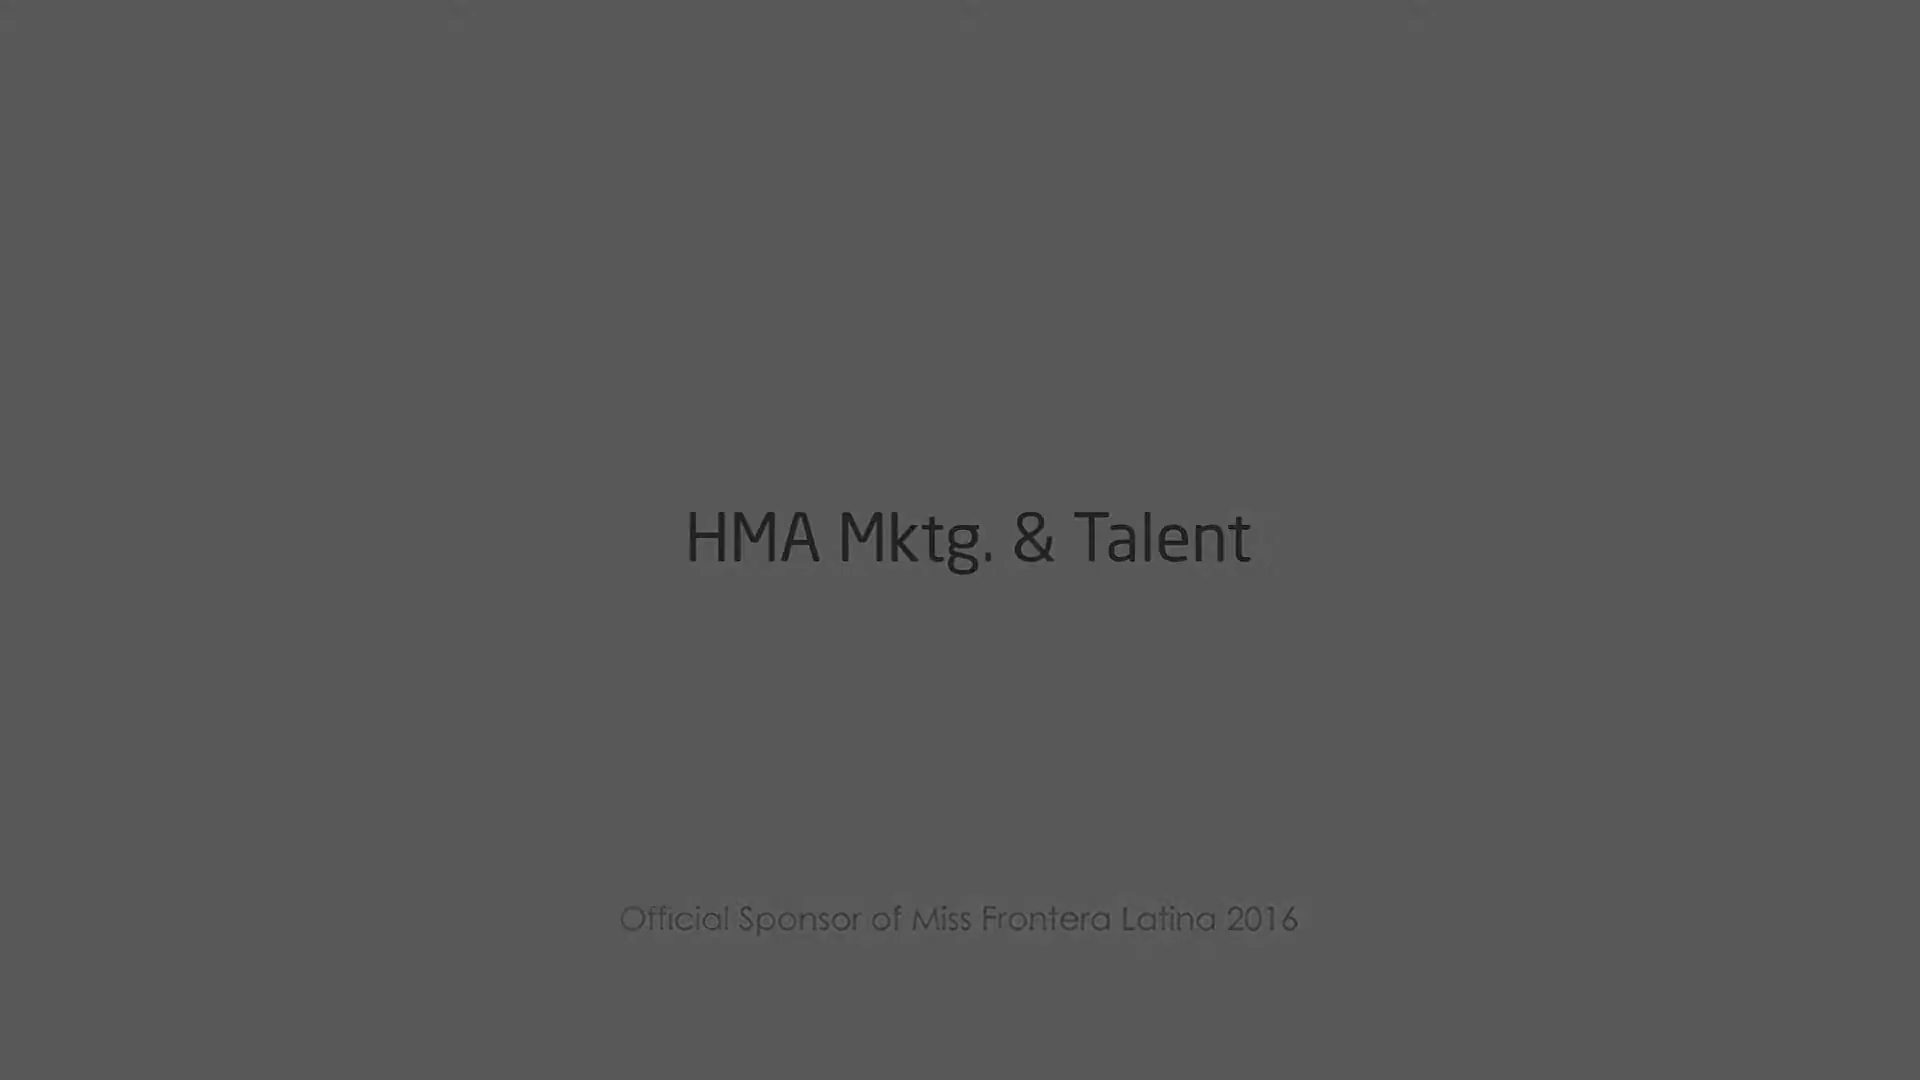 HMA Mktg. & Talent
Official Sponsor of Miss Frontera Latina 2016